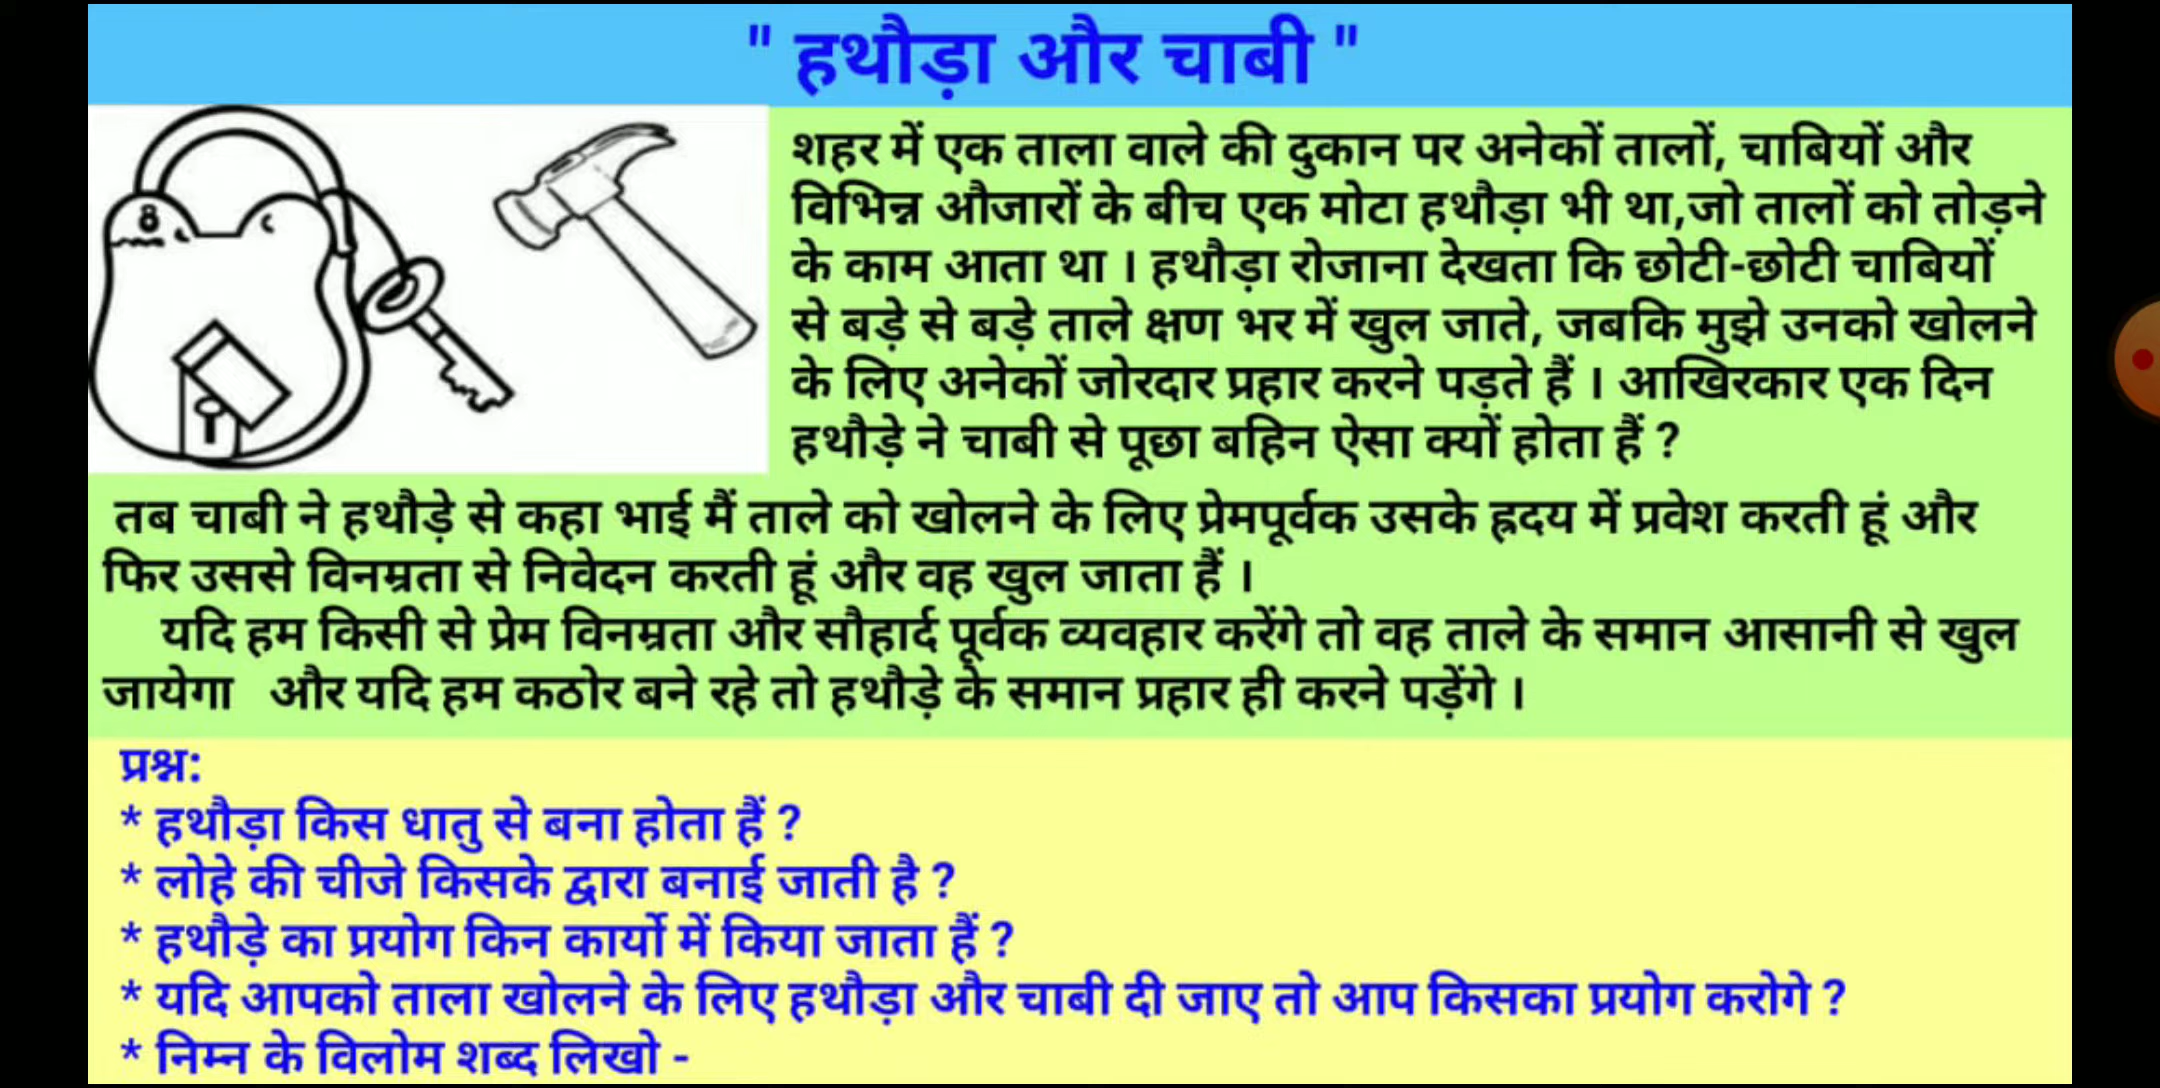 " हथौड़ा और चाबी "
शहर में एक ताला वाले की दुकान पर अनेकों तालों, चाबियों और
विभिन्न औजारों के बीच एक मोटा हथौड़ा भी था,जो तालों को तोड़ने
के काम आता था । हथौड़ा रोजाना देखता कि छोटी-छोटी चाबियों
से बड़े से बड़े ताले क्षण भर में खुल जाते, जबकि मुझे उनको खोलने
के लिए अनेकों जोरदार प्रहार करने पड़ते हैं । आखिरकार एक दिन
हथौड़े ने चाबी से पूछा बहिन ऐसा क्यों होता हैं ?
तब चाबी ने हथौड़े से कहा भाई मैं ताले को खोलने के लिए प्रेमपूर्वक उसके ह्रदय में प्रवेश करती हूं और
फिर उससे विनम्रता से निवेदन करती हूं और वह खुल जाता हैं ।
यदि हम किसी से प्रेम विनम्रता और सौहार्द पूर्वक व्यवहार करेंगे तो वह ताले के समान आसानी से खुल
जायेगा और यदि हम कठोर बने रहे तो हथौड़े के समान प्रहार ही करने पड़ेंगे ।
प्रश्न:
* हथौड़ा किस धातु से बना होता हैं ?
* लोहे की चीजे किसके द्वारा बनाई जाती है ?
* हथौड़े का प्रयोग किन कार्यो में किया जाता हैं ?
* यदि आपको ताला खोलने के लिए हथौड़ा और चाबी दी जाए तो आप किसका प्रयोग करोगे ?
* निम्न के विलोम शब्द लिखो -